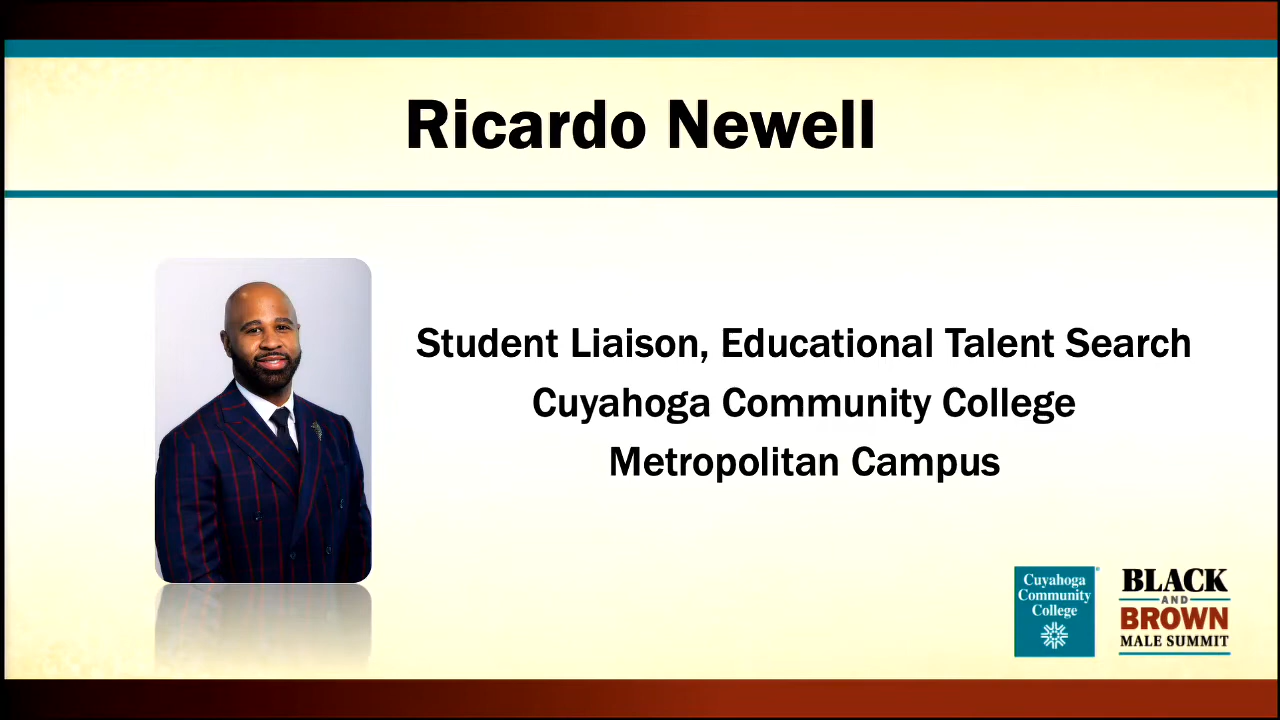 Ricardo Newell
Student Liaison, Educational Talent Search
Cuyahoga Community College
Metropolitan Campus
Cuyahoga
Community
College
®
BLACK
AND
BROWN
MALE SUMMIT